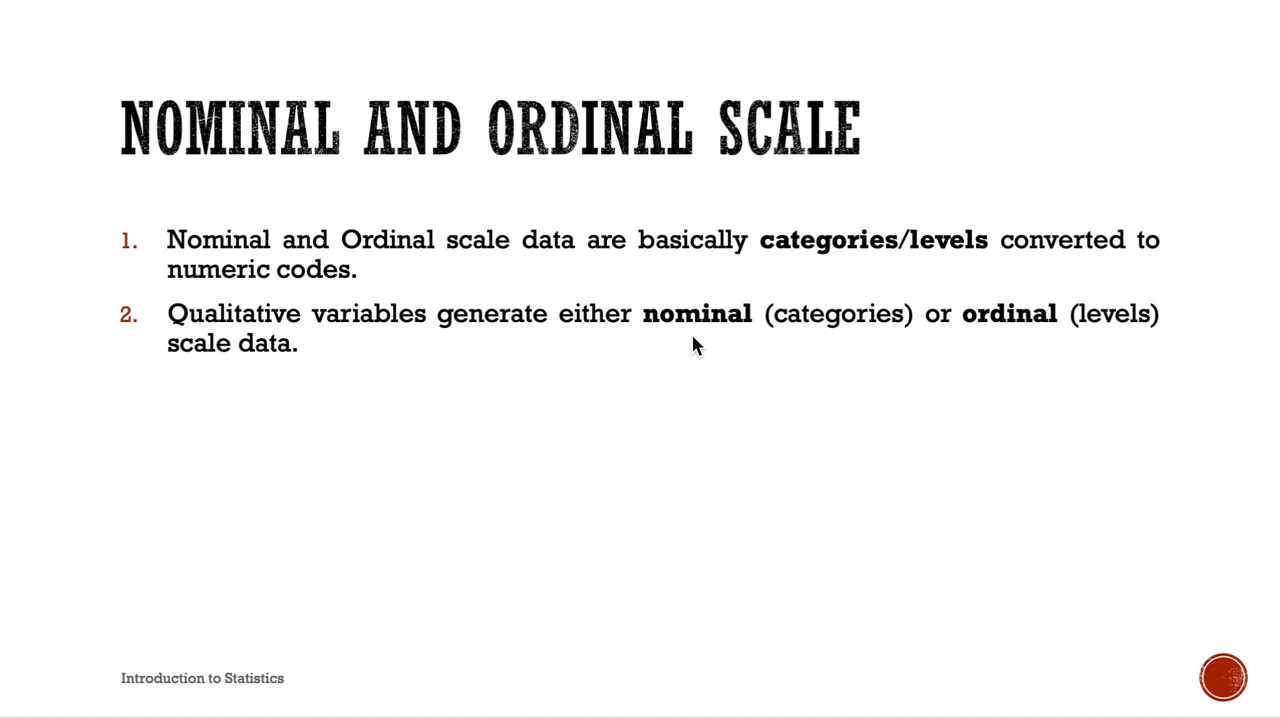 NOMINAL AND ORDINAL SCALE
1. Nominal and Ordinal scale data are basically categories/levels converted to
numeric codes.
2. Qualitative variables generate either nominal (categories) or ordinal (levels)
scale data.
Introduction to Statistics